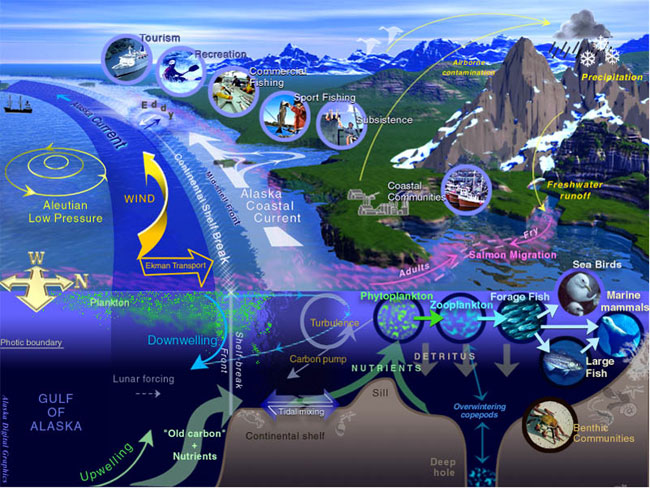 Tourism
Recreation
Commercial
Fishing
Sport Fishing
Subsistence
Airborne
contamination
Precipitation
Alaska Current
Eddy
Continental Shelf Break
Alaska
Coastal
Current
Coastal
Communities
Freshwater
runoff
Aleutian
Low Pressure
WIND
Ekman Transport
W
N
Fry
Adults
Salmon Migration
Plankton
Phytoplankton
Zooplankton
Forage Fish
Sea Birds
Marine
mammals
Large
Fish
Photic boundary
Downwelling
Shelf-break
Front
Turbulence
Carbon pump
DETRITUS
NUTRIENTS
Lunar forcing
GULF
OF
ALASKA
Alaska Digital Graphics
Upwelling
"Old carbon"
+
Nutrients
Tidal mixing
Continental shelf
Sill
Overwintering
copepods
Deep
hole
Benthic
Communities